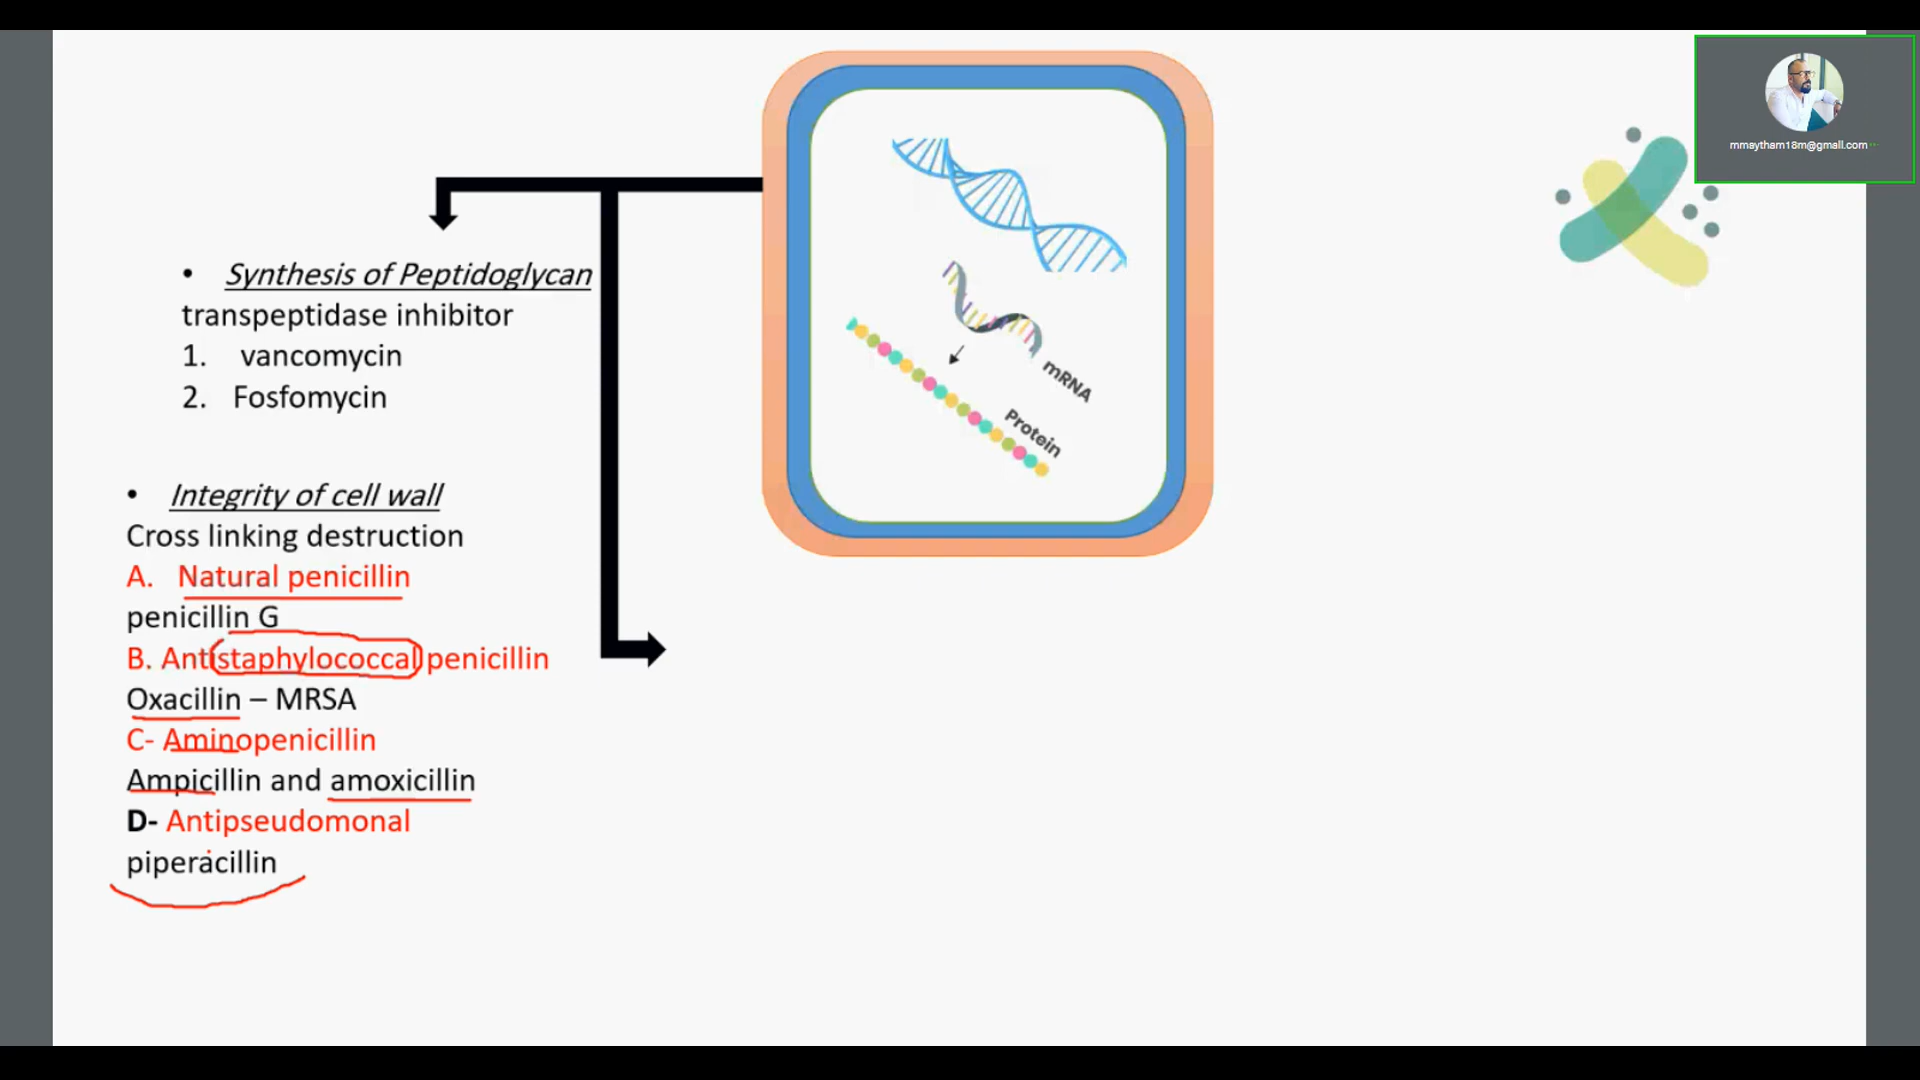 • Synthesis of Peptidoglycan
transpeptidase inhibitor
1. vancomycin
2. Fosfomycin
• Integrity of cell wall
Cross linking destruction
A. Natural penicillin
penicillin G
B. Antistaphylococcal penicillin
Oxacillin – MRSA
C- Aminopenicillin
Ampicillin and amoxicillin
D- Antipseudomonal
piperacillin
mRNA
Protein
mmaytham18m@gmail.com